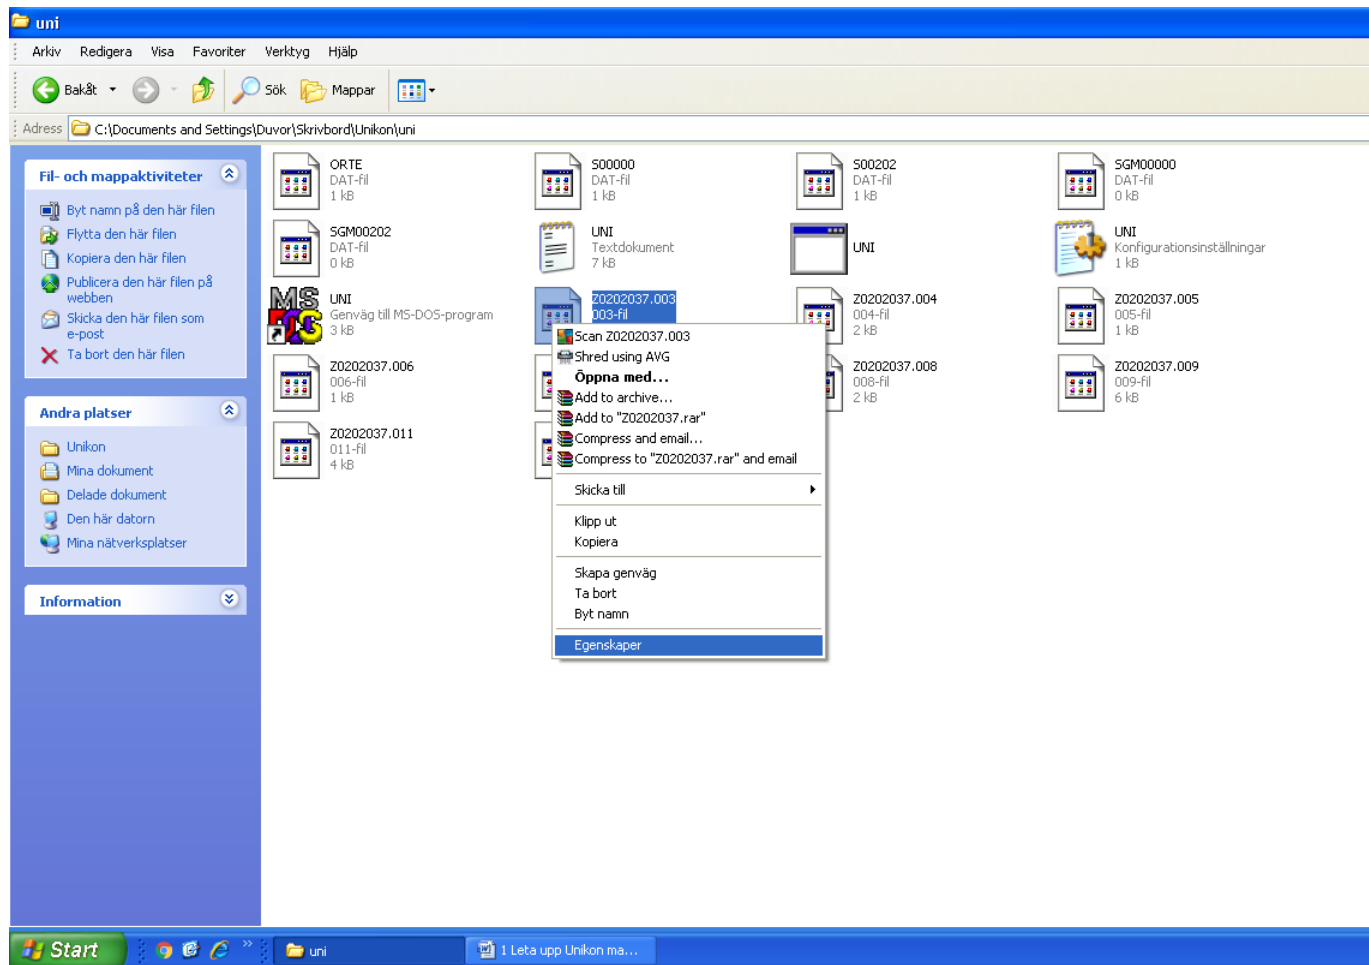 uni
Arkiv Redigera Visa Favoriter Verktyg Hjälp
Bakåt Sök Mappar
Adress C:\Documents and Settings\Duvor\Skrivbord\Unikon\uni
Fil- och mappaktiviteter
Byt namn på den här filen
Flytta den här filen
Kopiera den här filen
Publicera den här filen på
webben
Skicka den här filen som
e-post
Ta bort den här filen
Andra platser
Unikon
Mina dokument
Delade dokument
Den här datorn
Mina nätverksplatser
Information
ORTE
DAT-fil
1 kB
S00000
DAT-fil
1 kB
S00202
DAT-fil
1 kB
SGM00000
DAT-fil
0 kB
SGM00202
DAT-fil
0 kB
UNI
Textdokument
7 kB
UNI
UNI
Konfigurationsinställningar
1 kB
MS
DOS
UNI
Genväg till MS-DOS-program
3 kB
Z0202037.003
003-fil
Z0202037.004
004-fil
2 kB
Z0202037.005
005-fil
1 kB
Z0202037.006
006-fil
1 kB
Z0202037.008
008-fil
2 kB
Z0202037.009
009-fil
6 kB
Z0202037.011
011-fil
4 kB
Scan Z0202037.003
Shred using AVG
Öppna med...
Add to archive...
Add to "Z0202037.rar"
Compress and email...
Compress to "Z0202037.rar" and email
Skicka till
Klipp ut
Kopiera
Skapa genväg
Ta bort
Byt namn
Egenskaper
Start uni 1 Leta upp Unikon ma...